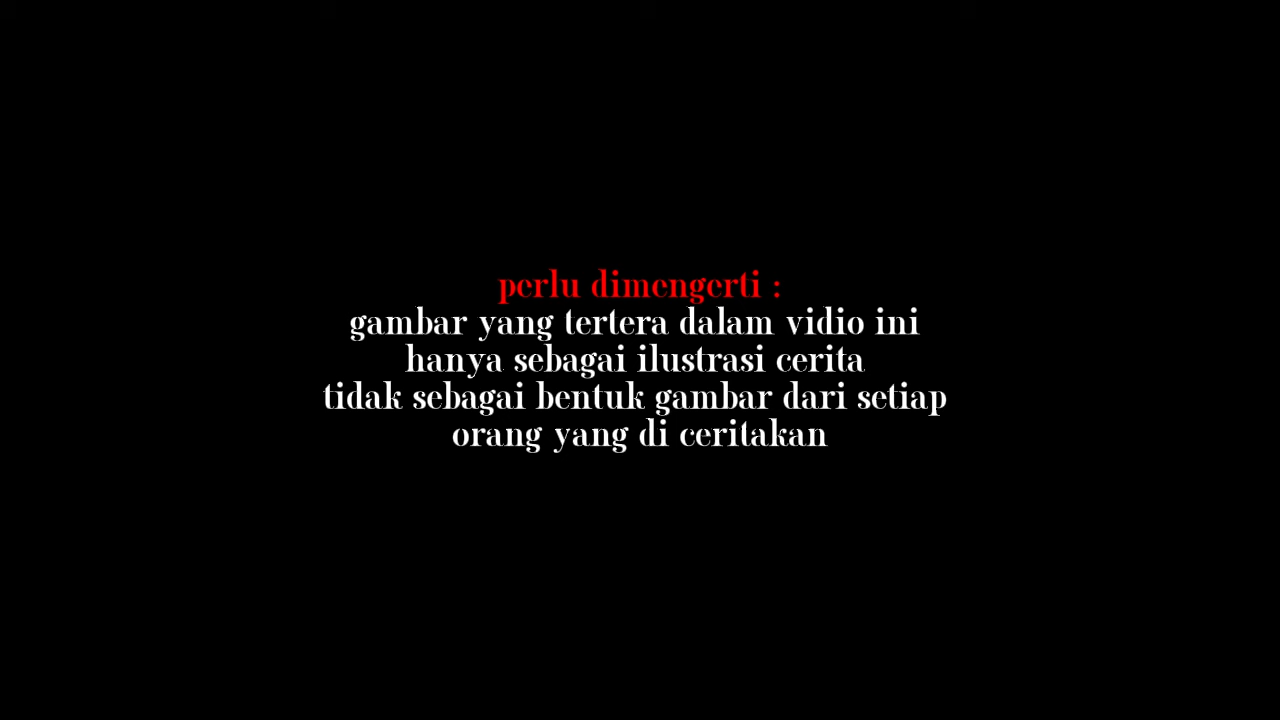 perlu dimengerti :
gambar yang tertera dalam vidio ini
hanya sebagai ilustrasi cerita
tidak sebagai bentuk gambar dari setiap
orang yang di ceritakan